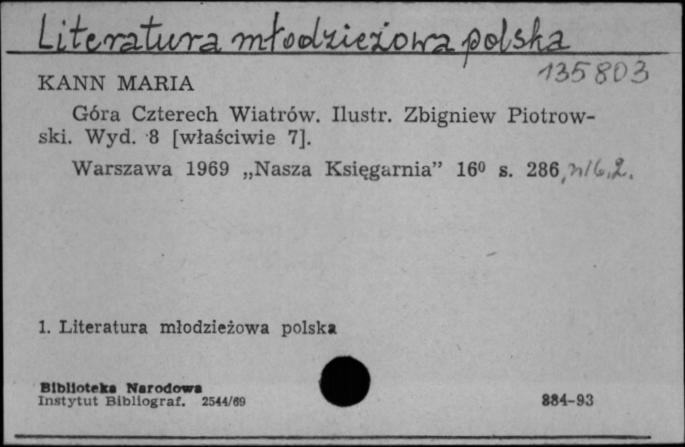 Literatura młodzieżowa polska
135803
KANN MARIA
Góra Czterech Wiatrów. Ilustr. Zbigniew Piotrow-
ski. Wyd. 8 [właściwie 7].
Warszawa 1969 „Nasza Księgarnia” 16⁰ s. 286,
1. Literatura młodzieżowa polska
Biblioteka Narodowa
Instytut Bibliograf. 2544/69
884-93